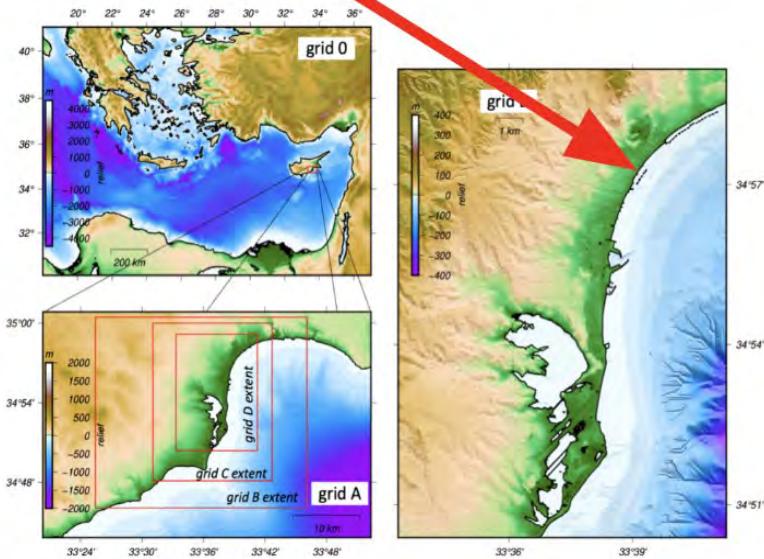 20° 22° 24° 26° 28° 30° 32° 34° 36°
grid 0
40°
38°
36°
34°
32°
m
4000
3000
2000
1000
0
−1000
−2000
−3000
−4000
relief
200 km
35°00'
34°54'
34°48'
m
2000
1500
1000
500
0
−500
−1000
−1500
−2000
relief
grid D extent
grid C extent
grid B extent
grid A
10 km
33°24' 33°30' 33°36' 33°42' 33°48'
grid
1 km
m
400
300
200
100
0
−100
−200
−300
−400
relief
34°57'
34°54'
34°51'
33°36' 33°39'